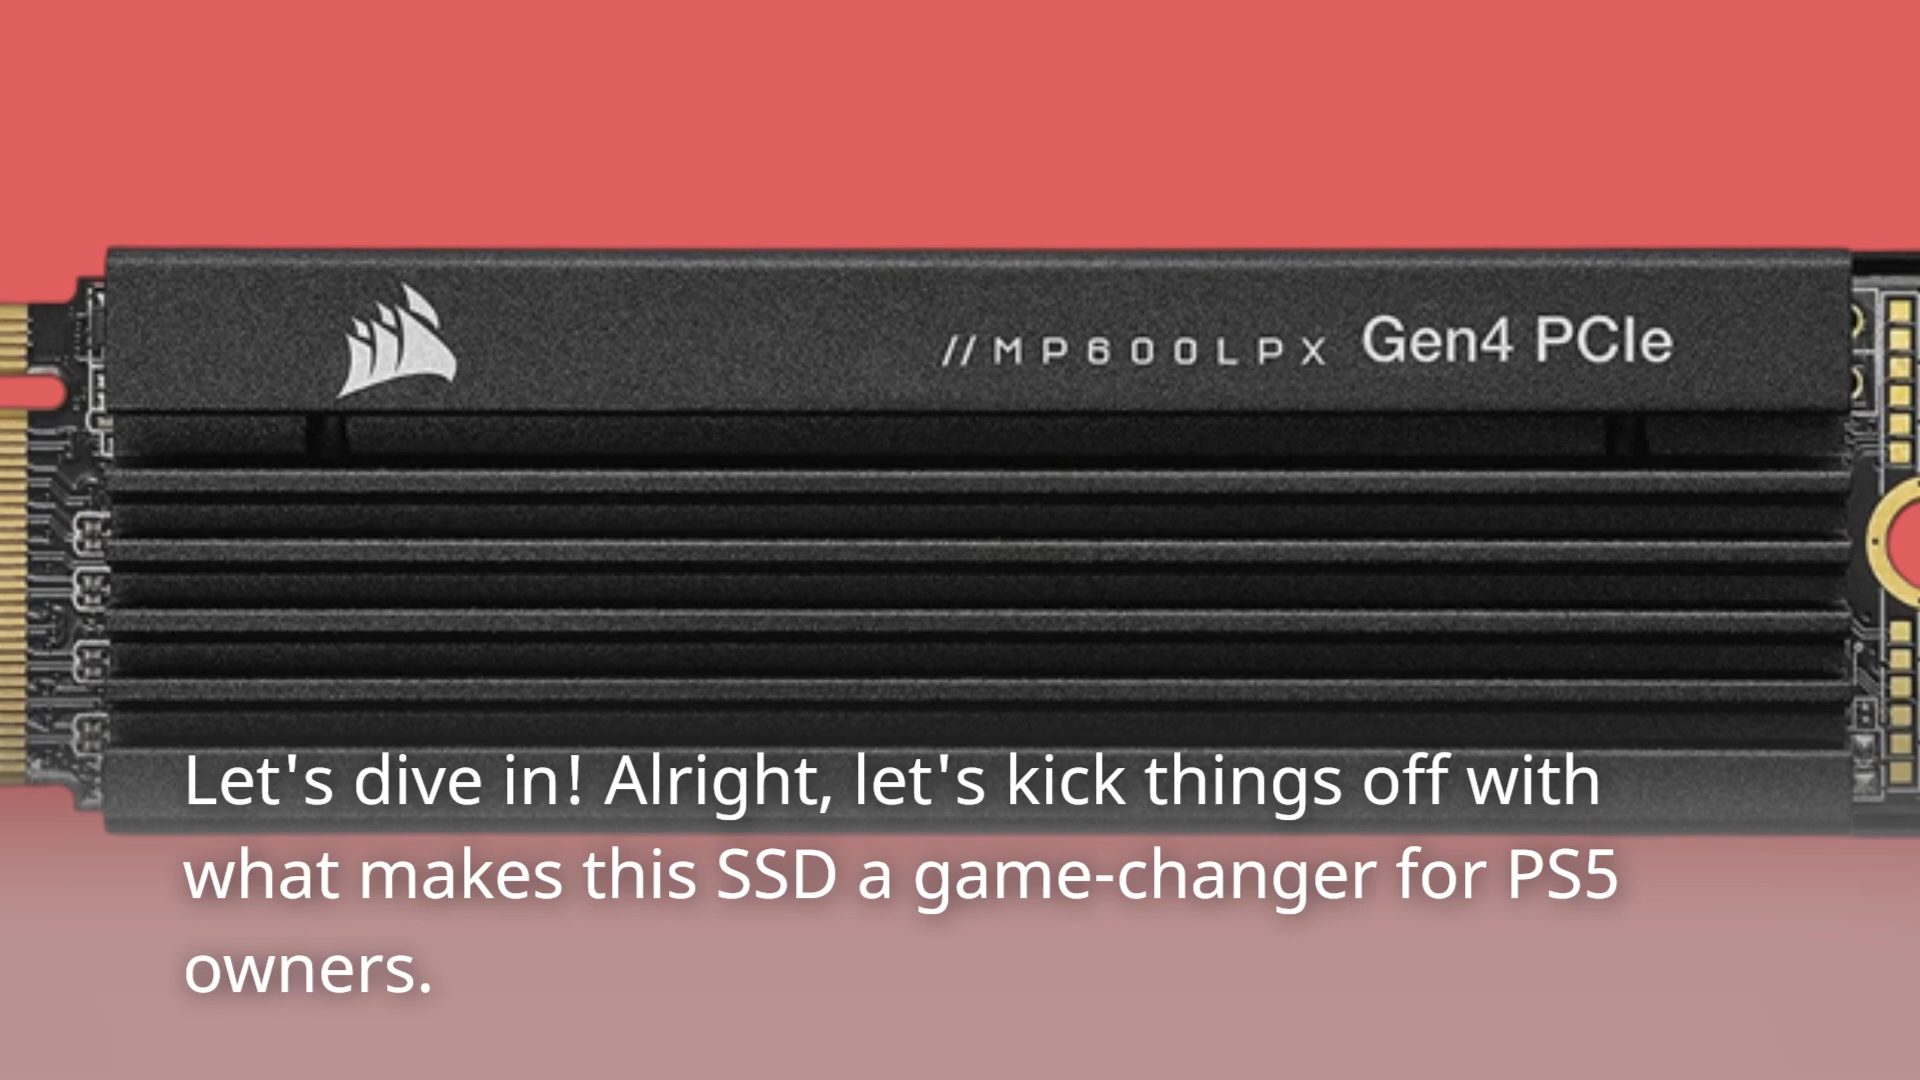 //MP600LPX Gen4 PCIe
Let's dive in! Alright, let's kick things off with
what makes this SSD a game-changer for PS5
owners.